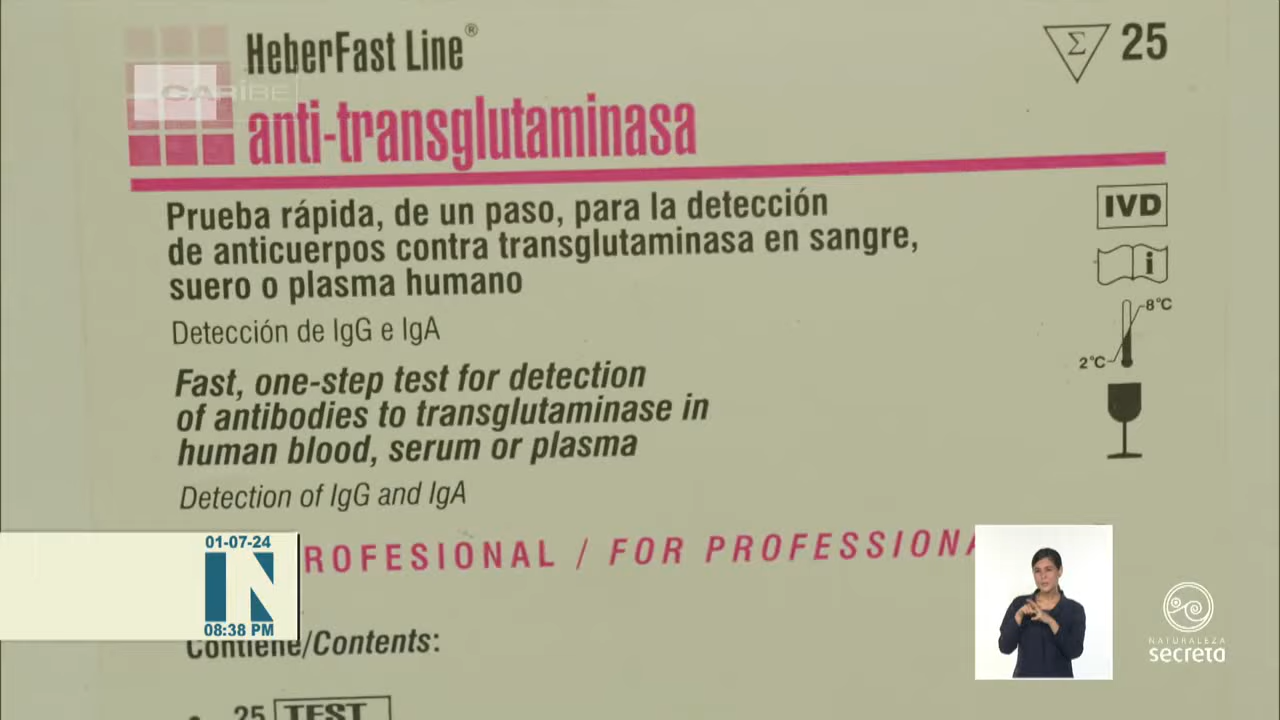 HeberFast Line®
Σ 25
CARIBE
anti-transglutaminasa
Prueba rápida, de un paso, para la detección
de anticuerpos contra transglutaminasa en sangre,
suero o plasma humano
IVD
i
8°C
2°C
Detección de IgG e IgA
Fast, one-step test for detection
of antibodies to transglutaminase in
human blood, serum or plasma
Detection of IgG and IgA
ROFESIONAL / FOR PROFESSIONA
01-07-24
N
08:38 PM
Contiene/Contents:
25 TEST
NATURALEZA
secreta